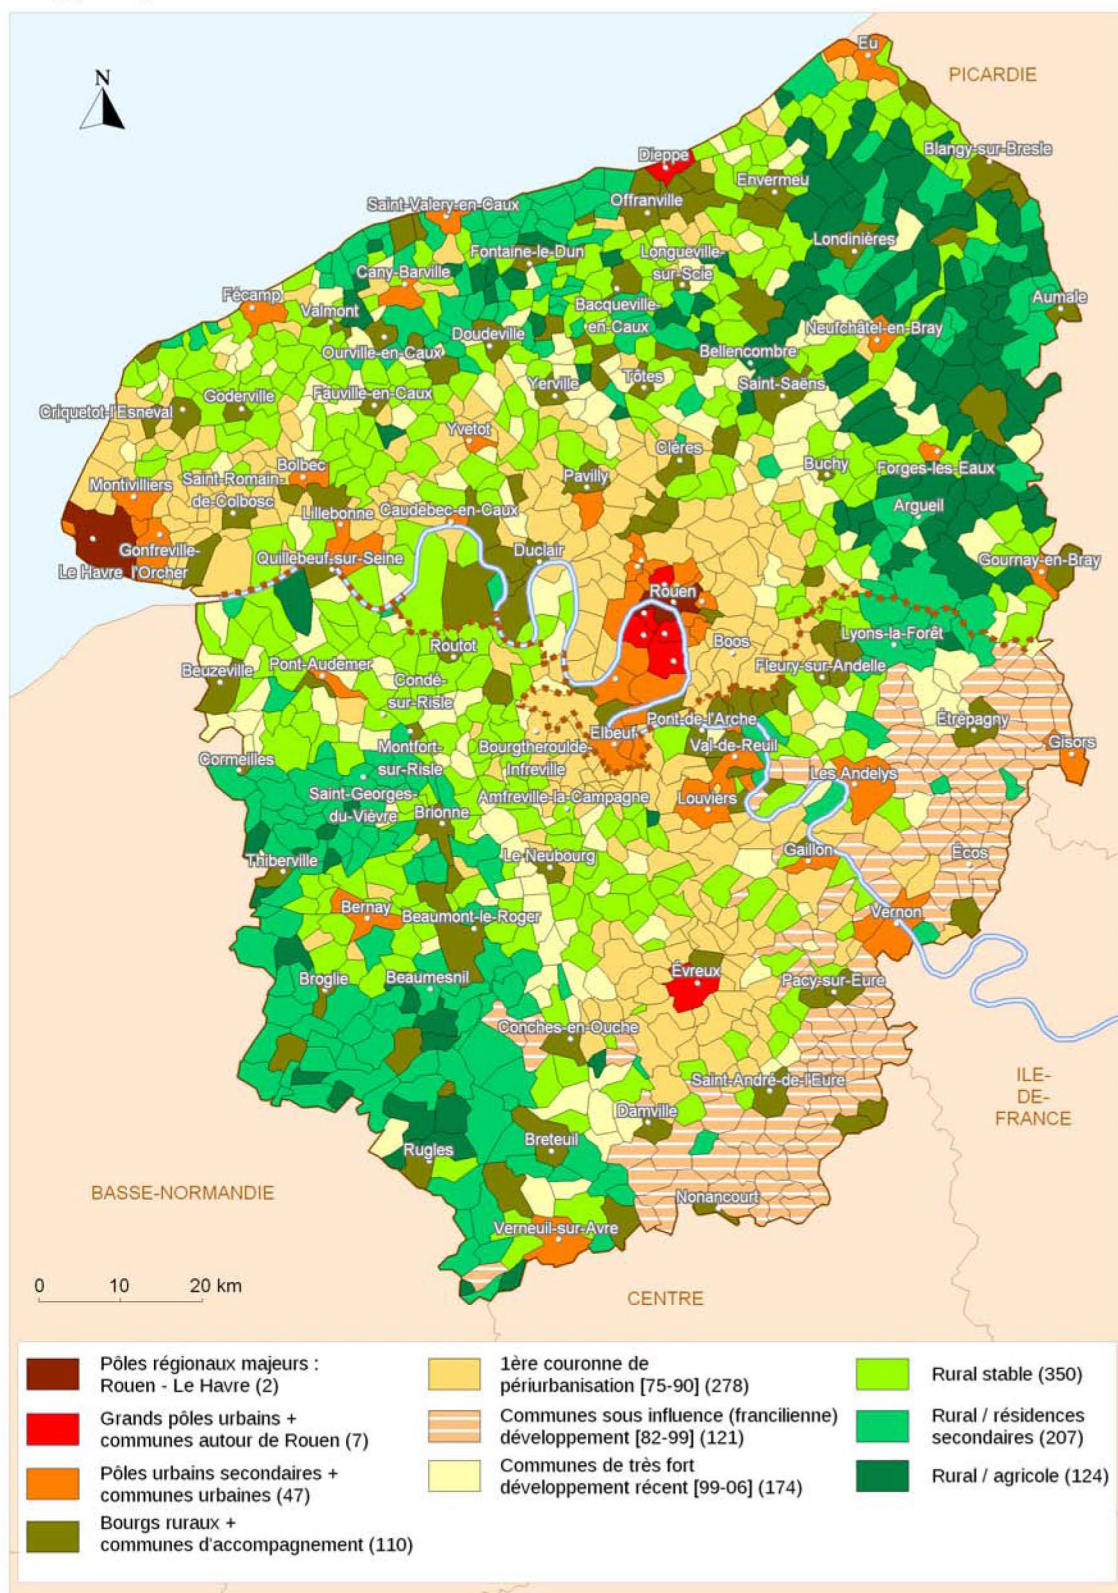 N
Eu
PICARDIE
Blangy-sur-Bresle
Dieppe
Envermeu
Offranville
Saint-Valery-en-Caux
Londinières
Fontaine-le-Dun
Longueville-
sur-Scie
Cany-Barville
Fécamp
Aumale
Bacqueville-
en-Caux
Valmont
Neufchâtel-en-Bray
Doudeville
Ourville-en-Caux
Bellencombre
Yerville
Tôtes
Saint-Saëns
Fauville-en-Caux
Goderville
Criquetot-l'Esneval
Yvetot
Clères
Buchy
Forges-les-Eaux
Bolbec
Saint-Romain-
de-Colbosc
Pavilly
Montivilliers
Argueil
Lillebonne
Caudebec-en-Caux
Duclair
Gonfreville-
l'Orcher
Le Havre
Quillebeuf-sur-Seine
Gournay-en-Bray
Rouen
Lyons-la-Forêt
Boos
Routot
Beuzeville
Pont-Audemer
Fleury-sur-Andelle
Condé-
sur-Risle
Pont-de-l'Arche
Étrépagny
Elbeuf
Bourgtheroulde-
Infreville
Val-de-Reuil
Gisors
Montfort-
sur-Risle
Cormeilles
Les Andelys
Saint-Georges-
du-Vièvre
Amfreville-la-Campagne
Louviers
Brionne
Gaillon
Écos
Le Neubourg
Thiberville
Bernay
Beaumont-le-Roger
Vernon
Évreux
Broglie
Beaumesnil
Pacy-sur-Eure
Conches-en-Ouche
Saint-André-de-l'Eure
ILE-
DE-
FRANCE
Damville
Breteuil
Rugles
BASSE-NORMANDIE
Nonancourt
Verneuil-sur-Avre
0 10 20 km
CENTRE
Pôles régionaux majeurs :
Rouen - Le Havre (2)
Grands pôles urbains +
communes autour de Rouen (7)
Pôles urbains secondaires +
communes urbaines (47)
Bourgs ruraux +
communes d'accompagnement (110)
1ère couronne de
périurbanisation [75-90] (278)
Communes sous influence (francilienne)
développement [82-99] (121)
Communes de très fort
développement récent [99-06] (174)
Rural stable (350)
Rural / résidences
secondaires (207)
Rural / agricole (124)